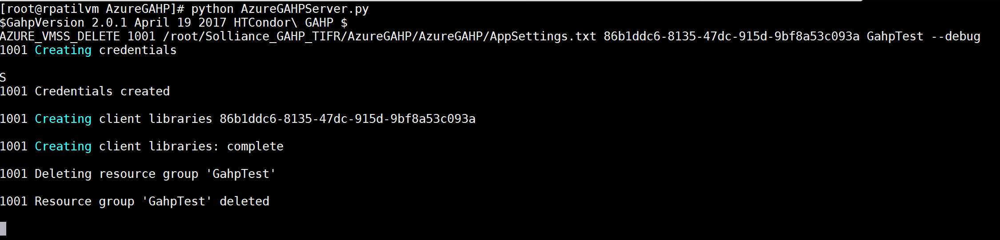 [root@rpatilvm AzureGAHP]# python AzureGAHPServer.py
$GahpVersion 2.0.1 April 19 2017 HTCondor\ GAHP $
AZURE_VMSS_DELETE 1001 /root/Solliance_GAHP_TIFR/AzureGAHP/AzureGAHP/AppSettings.txt 86b1ddc6-8135-47dc-915d-9bf8a53c093a GahpTest --debug
1001 Creating credentials
S
1001 Credentials created
1001 Creating client libraries 86b1ddc6-8135-47dc-915d-9bf8a53c093a
1001 Creating client libraries: complete
1001 Deleting resource group 'GahpTest'
1001 Resource group 'GahpTest' deleted